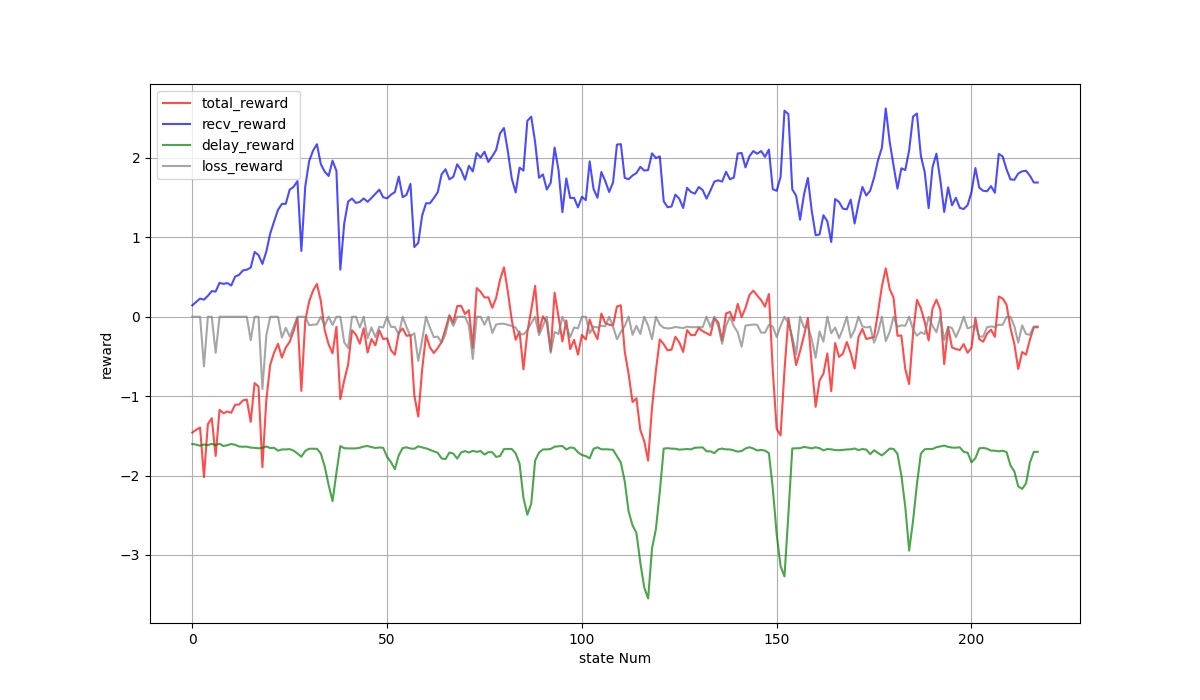 total_reward
recv_reward
delay_reward
loss_reward
2
1
0
−1
−2
−3
reward
0 50 100 150 200
state Num